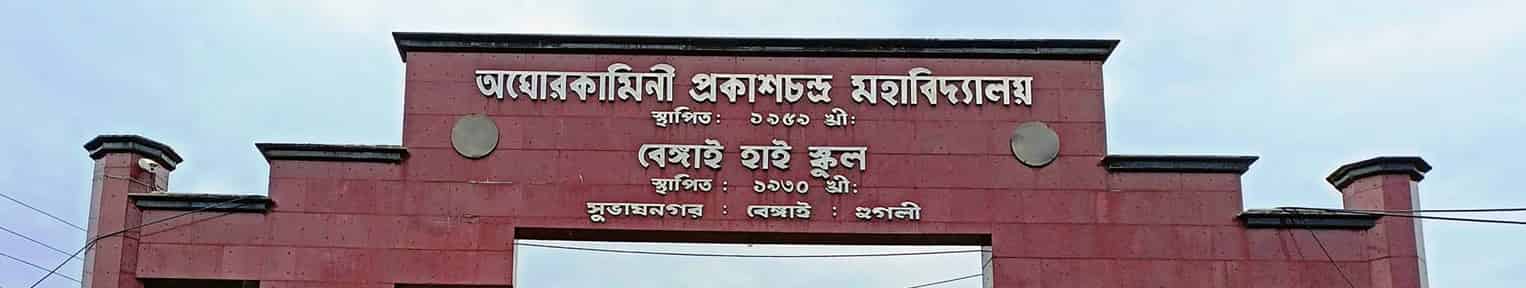 অঘোরকামিনী প্রকাশচন্দ্র মহাবিদ্যালয়
স্থাপিত: ১৯৫৯ খ্রী:
বেঙ্গাই হাই স্কুল
স্থাপিত: ১৯৩০ খ্রী:
সুভাষনগর : বেঙ্গাই : হুগলী